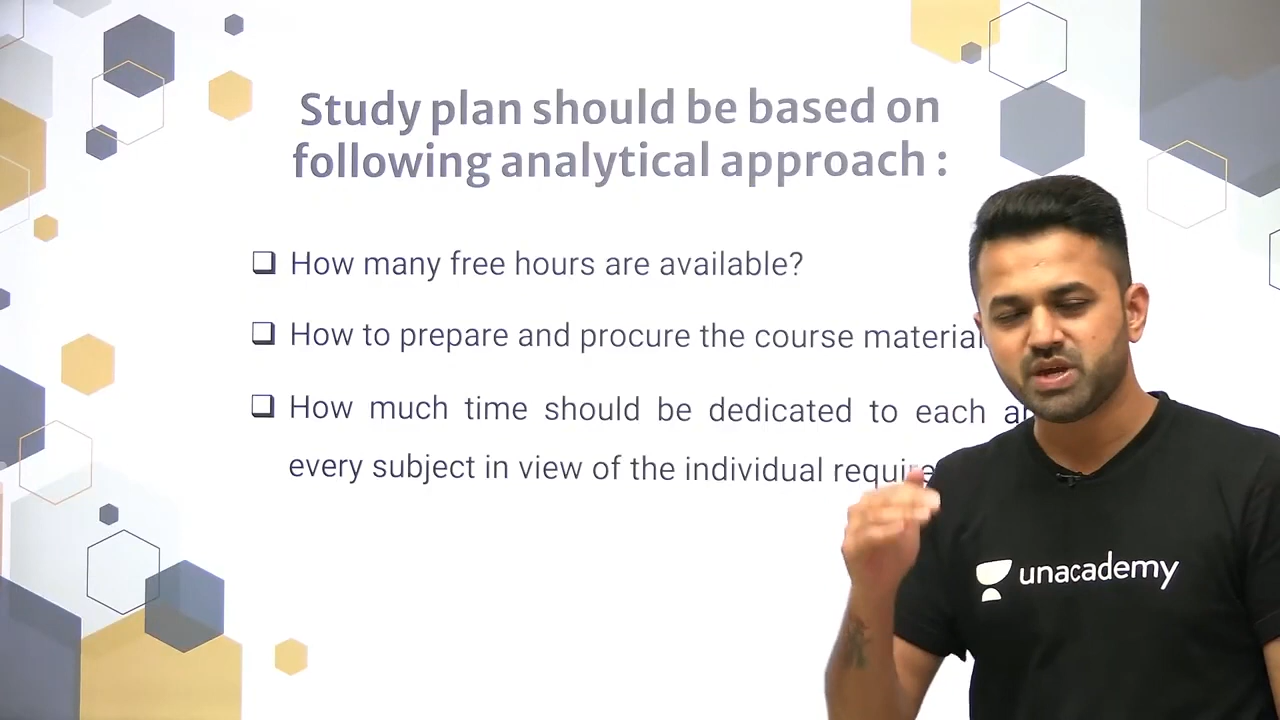 Study plan should be based on
following analytical approach :
❑ How many free hours are available?
❑ How to prepare and procure the course material
❑ How much time should be dedicated to each
every subject in view of the individual
unacademy